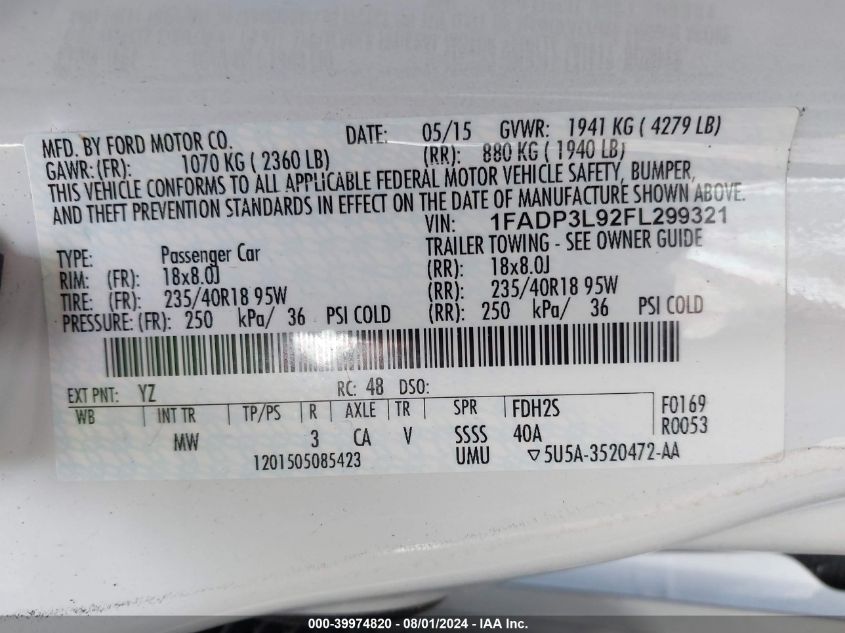 MFD. BY FORD MOTOR CO. DATE: 05/15 GVWR: 1941 KG ( 4279 LB)
GAWR: (FR): 1070 KG ( 2360 LB) (RR): 880 KG ( 1940 LB)
THIS VEHICLE CONFORMS TO ALL APPLICABLE FEDERAL MOTOR VEHICLE SAFETY, BUMPER,
AND THEFT PREVENTION STANDARDS IN EFFECT ON THE DATE OF MANUFACTURE SHOWN ABOVE.
VIN: 1FADP3L92FL299321
TYPE: Passenger Car TRAILER TOWING - SEE OWNER GUIDE
RIM: (FR): 18x8.0J (RR): 18x8.0J
TIRE: (FR): 235/40R18 95W (RR): 235/40R18 95W
PRESSURE: (FR): 250 kPa/ 36 PSI COLD (RR): 250 kPa/ 36 PSI COLD
EXT PNT: YZ RC: 48 DSO:
WB INT TR TP/PS R AXLE TR SPR FDH2S F0169
MW 3 CA V SSSS 40A R0053
1201505085423 UMU ▽5U5A-3520472-AA
000-39974820 - 08/01/2024 - IAA Inc.